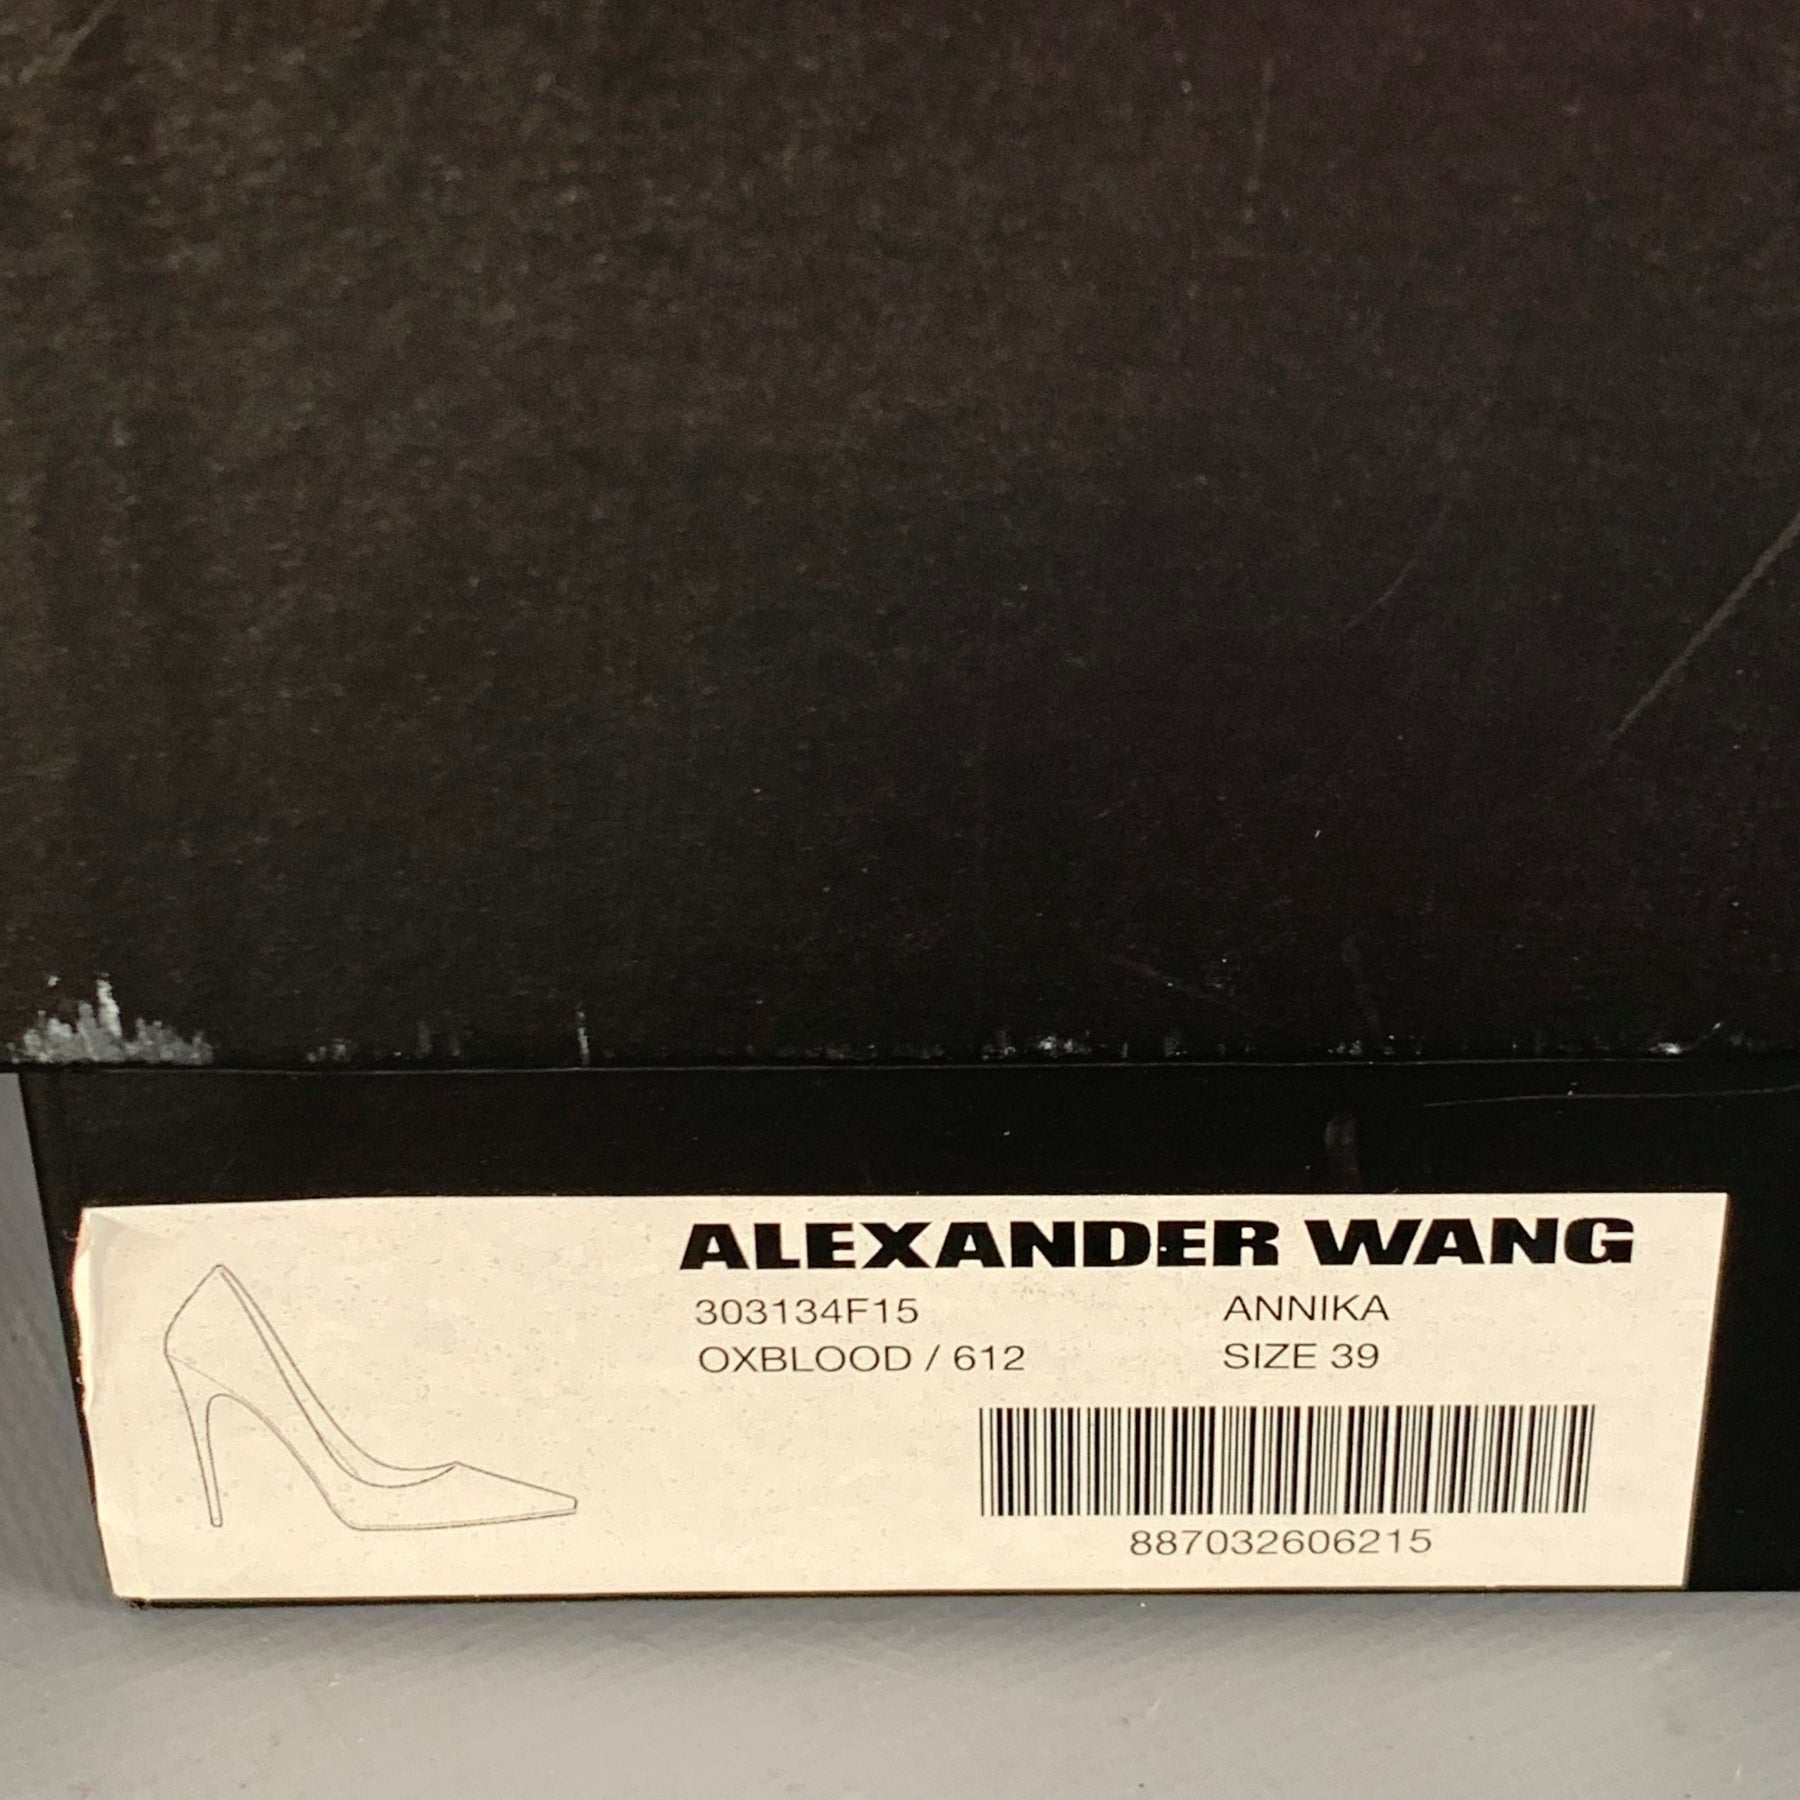 ALEXANDER WANG
303134F15 ANNIKA
OXBLOOD / 612 SIZE 39
887032606215